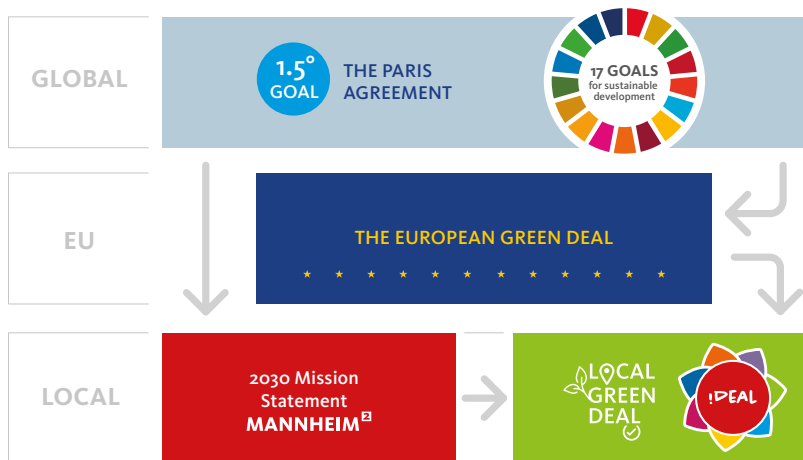 GLOBAL
1.5°
GOAL
THE PARIS
AGREEMENT
17 GOALS
for sustainable
development
EU
THE EUROPEAN GREEN DEAL
LOCAL
2030 Mission
Statement
MANNHEIM²
LOCAL
GREEN
DEAL
!DEAL